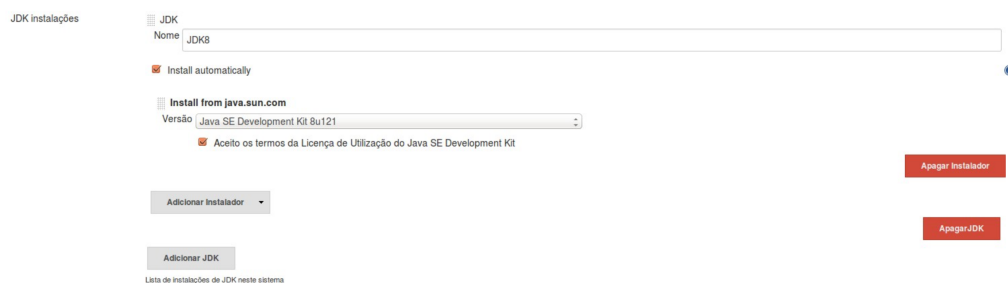 JDK instalações
JDK
Nome JDK8
Install automatically
Install from java.sun.com
Versão Java SE Development Kit 8u121
Aceito os termos da Licença de Utilização do Java SE Development Kit
Apagar Instalador
Adicionar Instalador
ApagarJDK
Adicionar JDK
Lista de instalações de JDK neste sistema